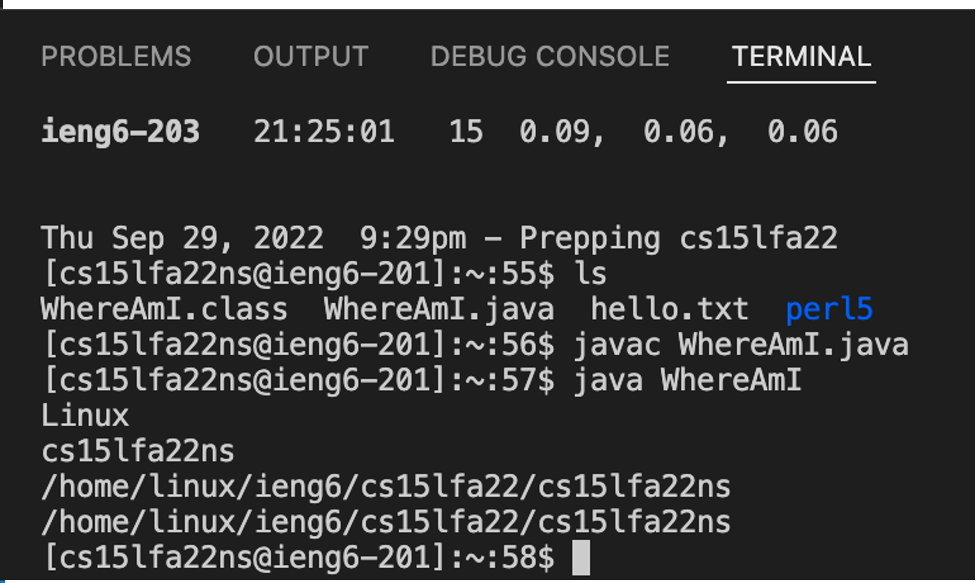 PROBLEMS OUTPUT DEBUG CONSOLE TERMINAL
ieng6-203 21:25:01 15 0.09, 0.06, 0.06
Thu Sep 29, 2022 9:29pm - Prepping cs15lfa22
[cs15lfa22ns@ieng6-201]:~:55$ ls
WhereAmI.class WhereAmI.java hello.txt perl5
[cs15lfa22ns@ieng6-201]:~:56$ javac WhereAmI.java
[cs15lfa22ns@ieng6-201]:~:57$ java WhereAmI
Linux
cs15lfa22ns
/home/linux/ieng6/cs15lfa22/cs15lfa22ns
/home/linux/ieng6/cs15lfa22/cs15lfa22ns
[cs15lfa22ns@ieng6-201]:~:58$